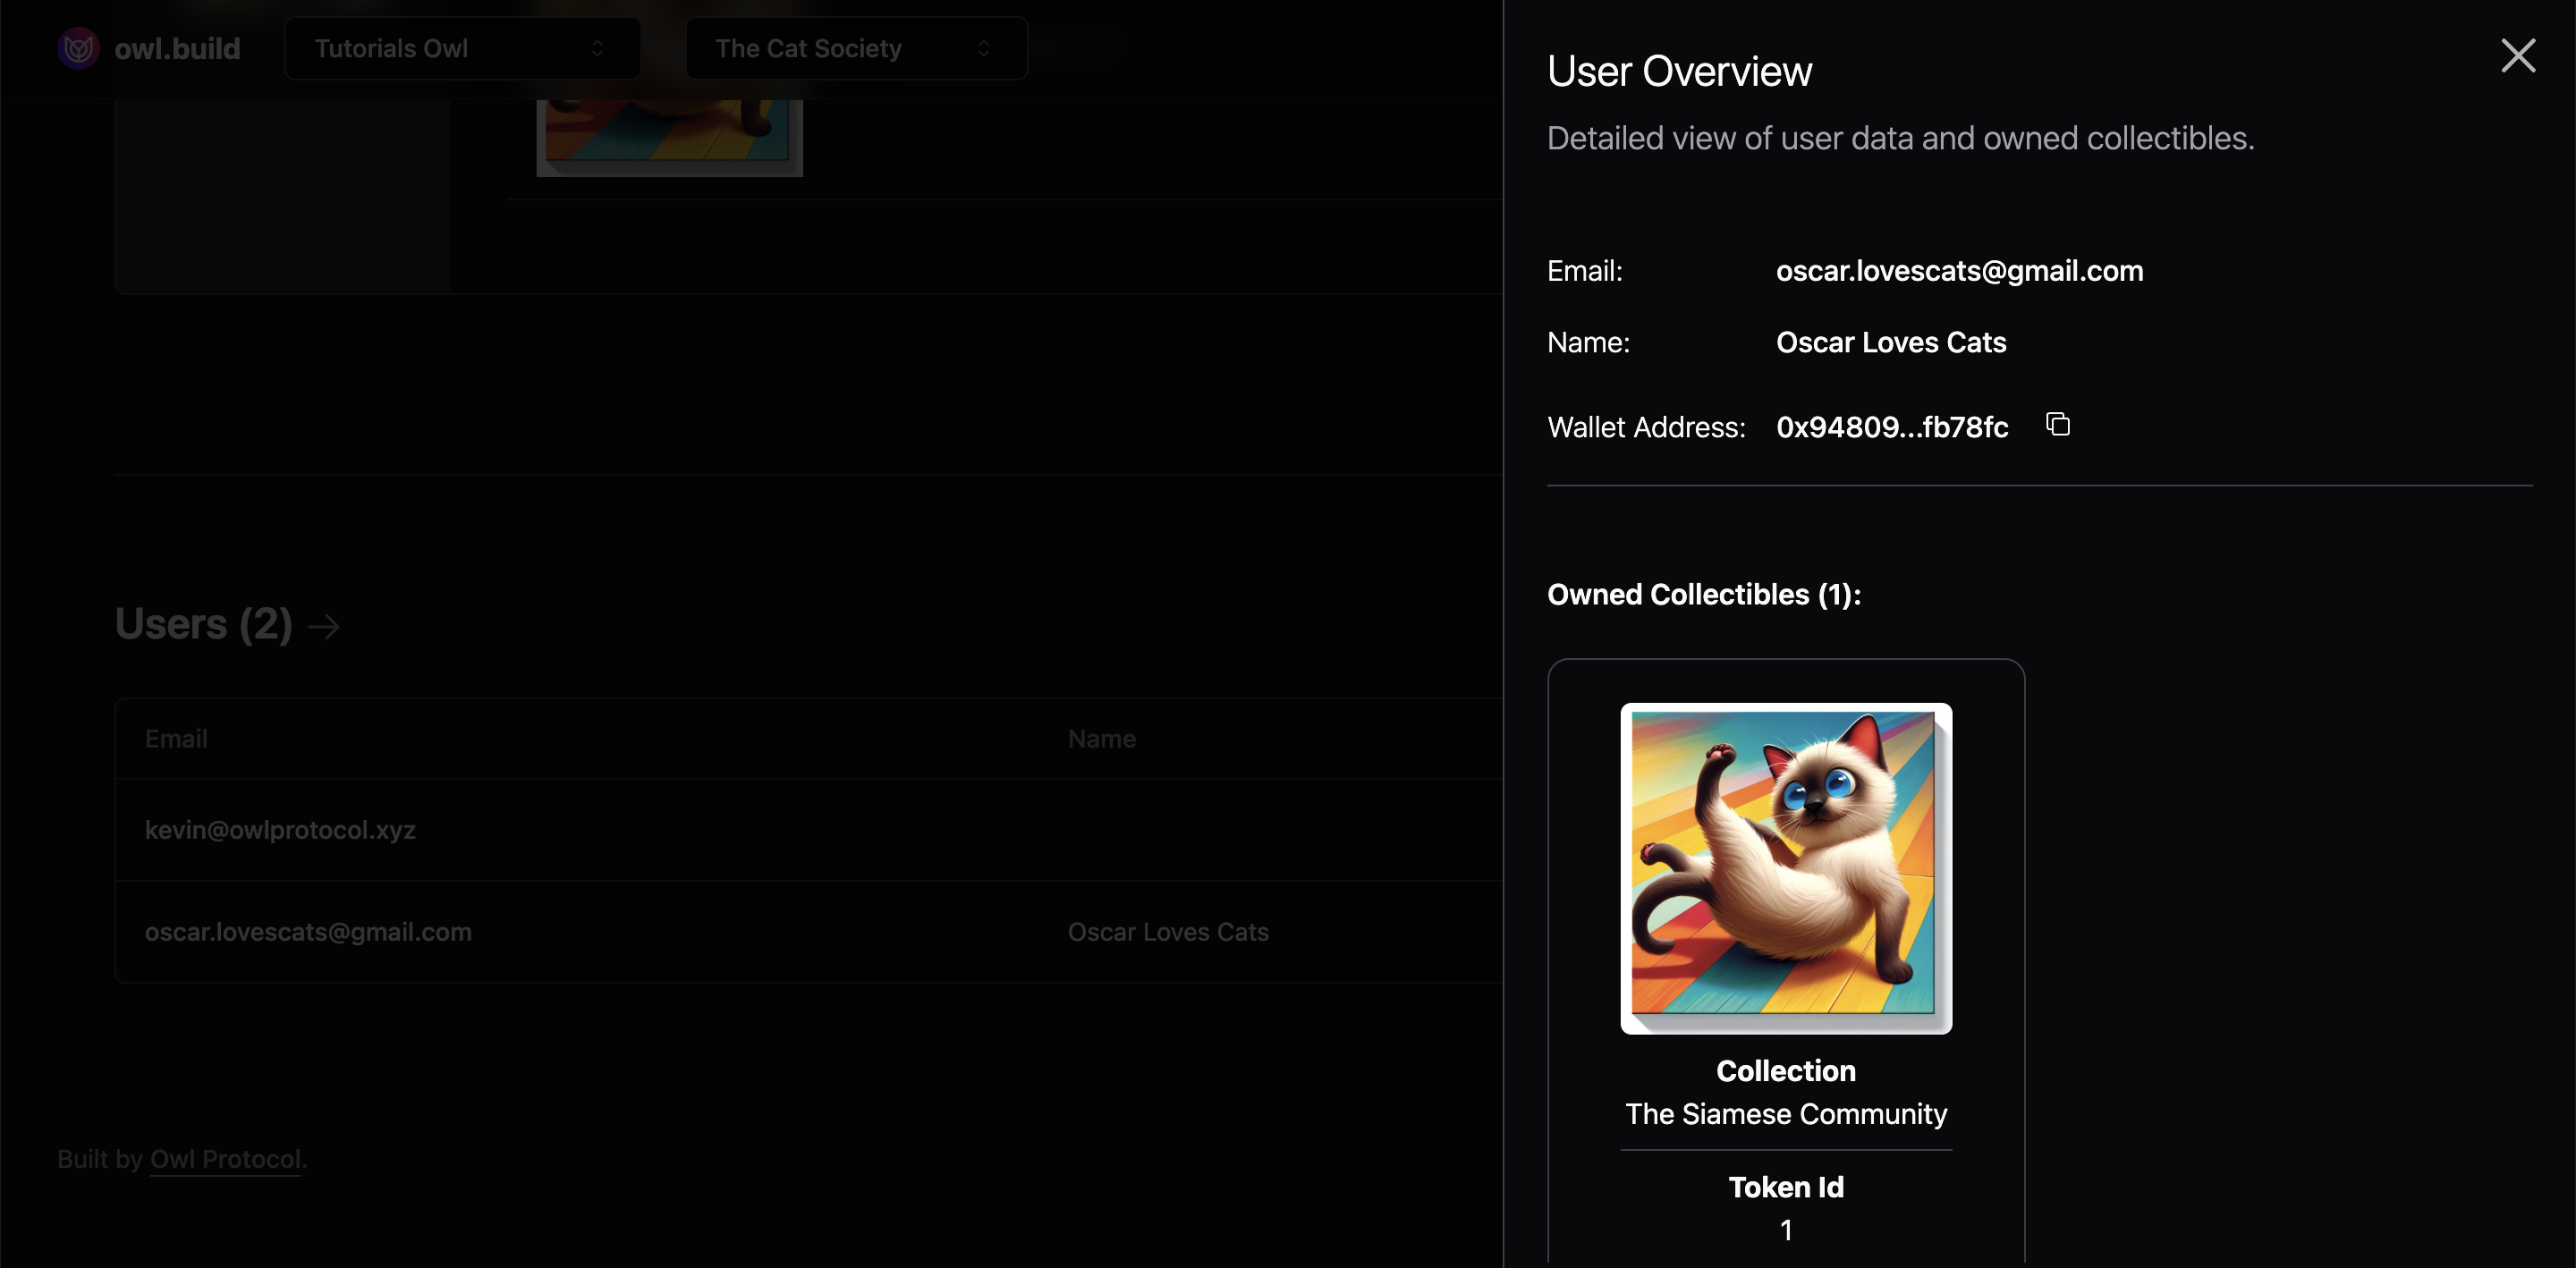 owl.build
Tutorials Owl
The Cat Society
Users (2)
Email Name
kevin@owlprotocol.xyz
oscar.lovescats@gmail.com Oscar Loves Cats
Built by Owl Protocol.
User Overview
Detailed view of user data and owned collectibles.
Email: oscar.lovescats@gmail.com
Name: Oscar Loves Cats
Wallet Address: 0x94809...fb78fc
Owned Collectibles (1):
Collection
The Siamese Community
Token Id
1